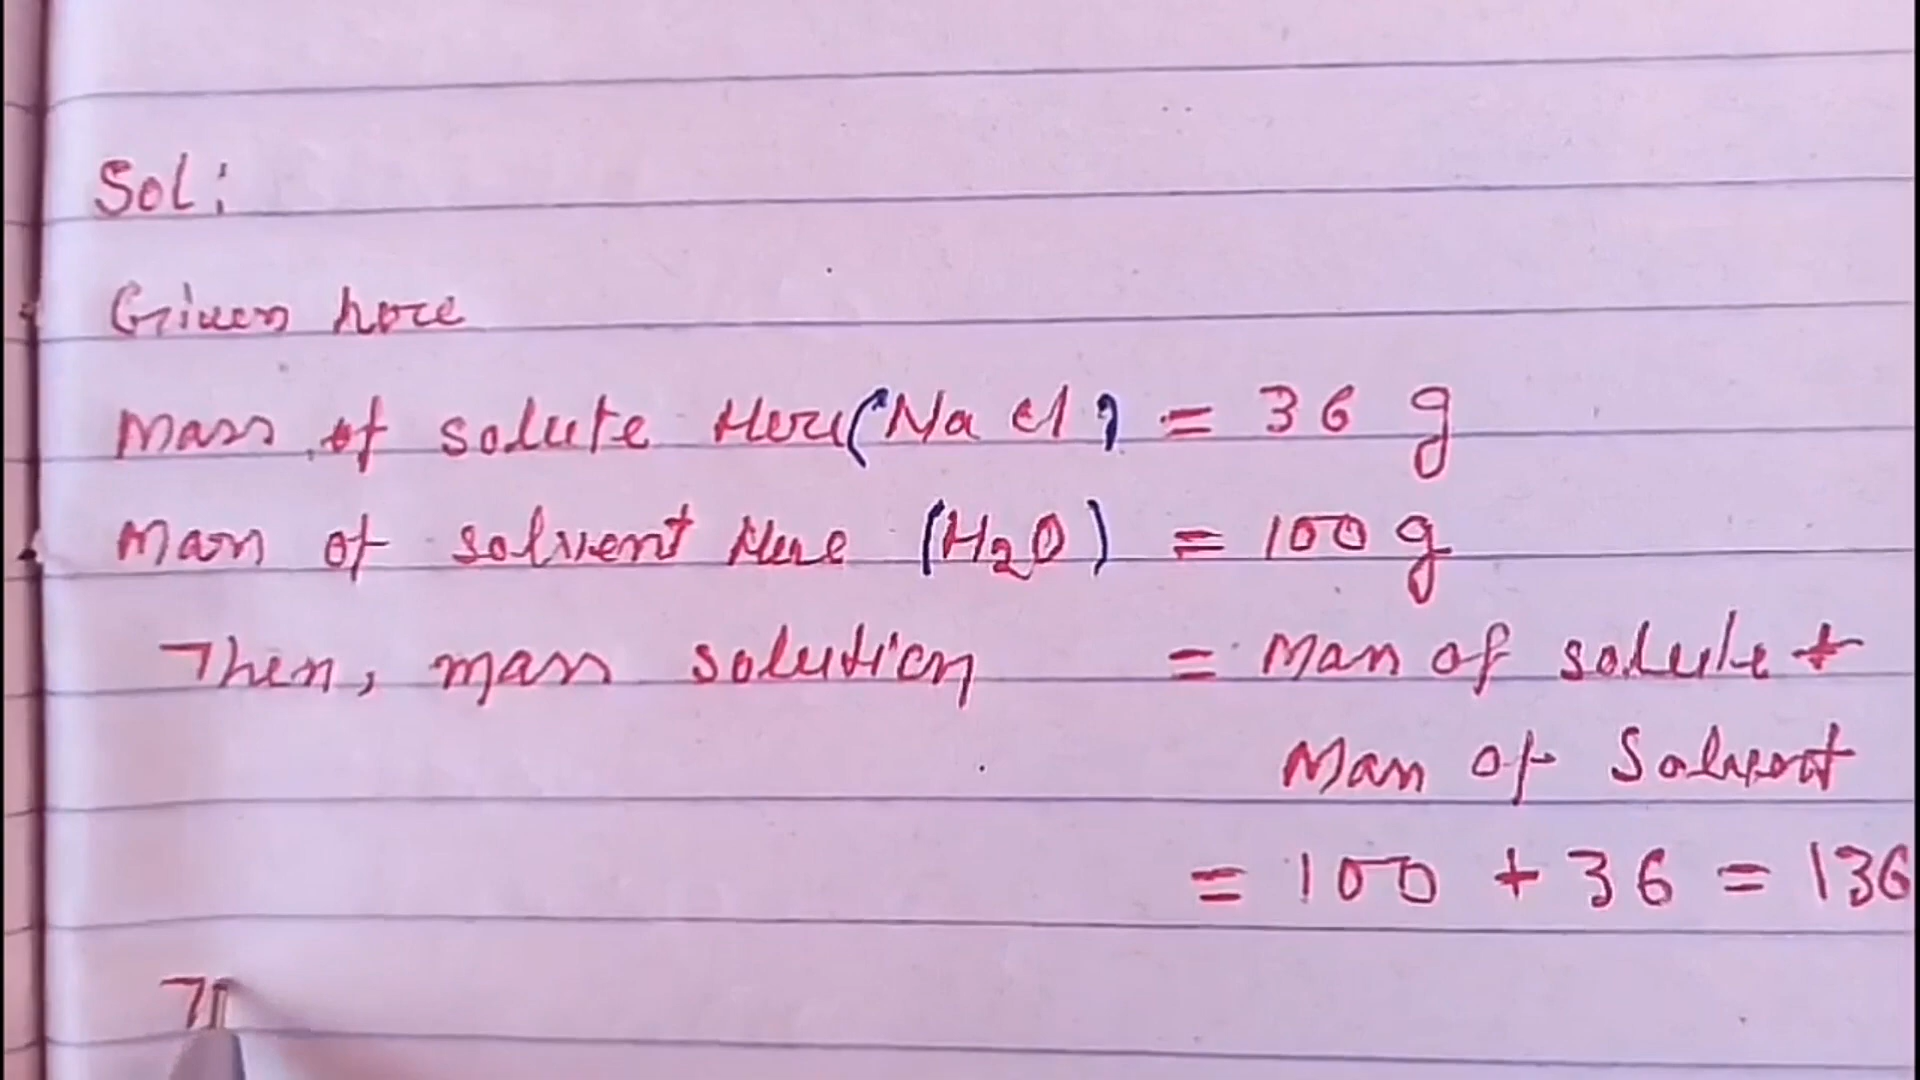 Sol:
Given here
Mass of solute Here (NaCl) = 36 g
Mass of solvent Here (H2O) = 100 g
Then, mass solution = Mass of solute +
Mass of Solvent
= 100 + 36 = 136
Th